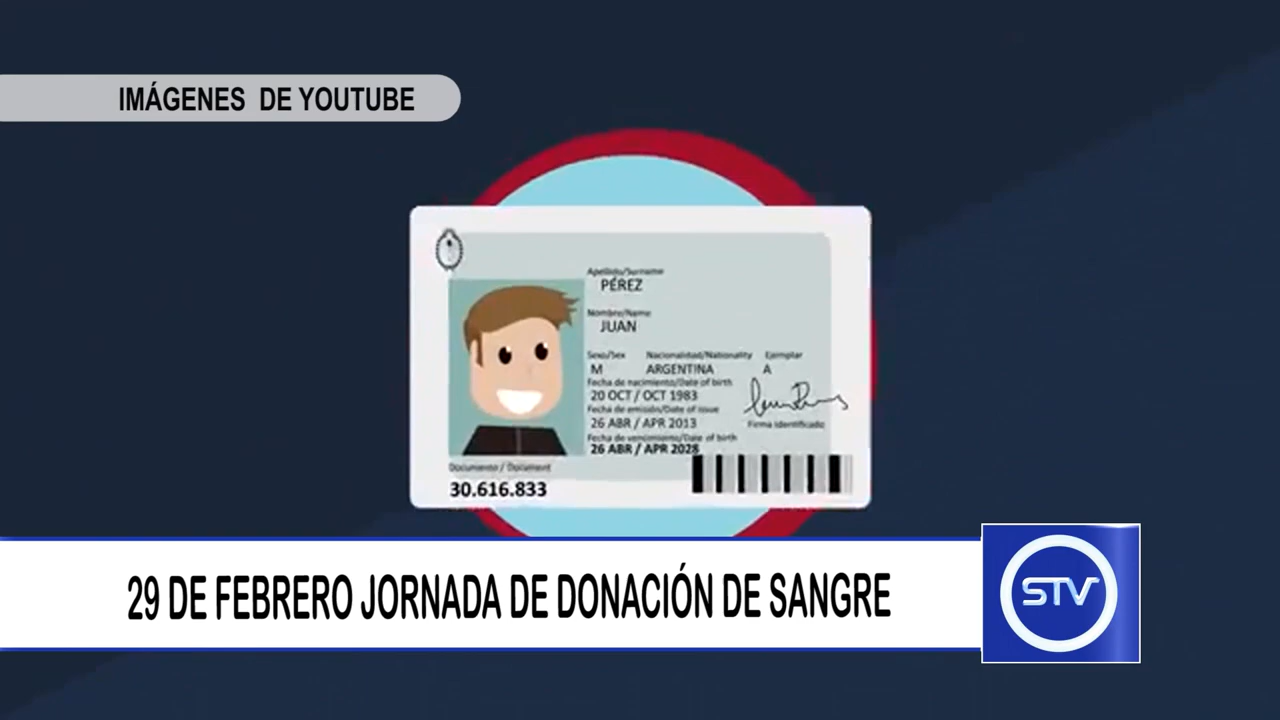 IMÁGENES DE YOUTUBE
Apellido/Surname
PÉREZ
Nombre/Name
JUAN
Sexo/Sex Nacionalidad/Nationality Ejemplar
M ARGENTINA A
Fecha de nacimiento/Date of birth
20 OCT / OCT 1983
Fecha de emisión/Date of issue
26 ABR / APR 2013
Firma identificado
Fecha de vencimiento/Date of birth
26 ABR / APR 2028
Documento / Document
30.616.833
29 DE FEBRERO JORNADA DE DONACIÓN DE SANGRE
STV